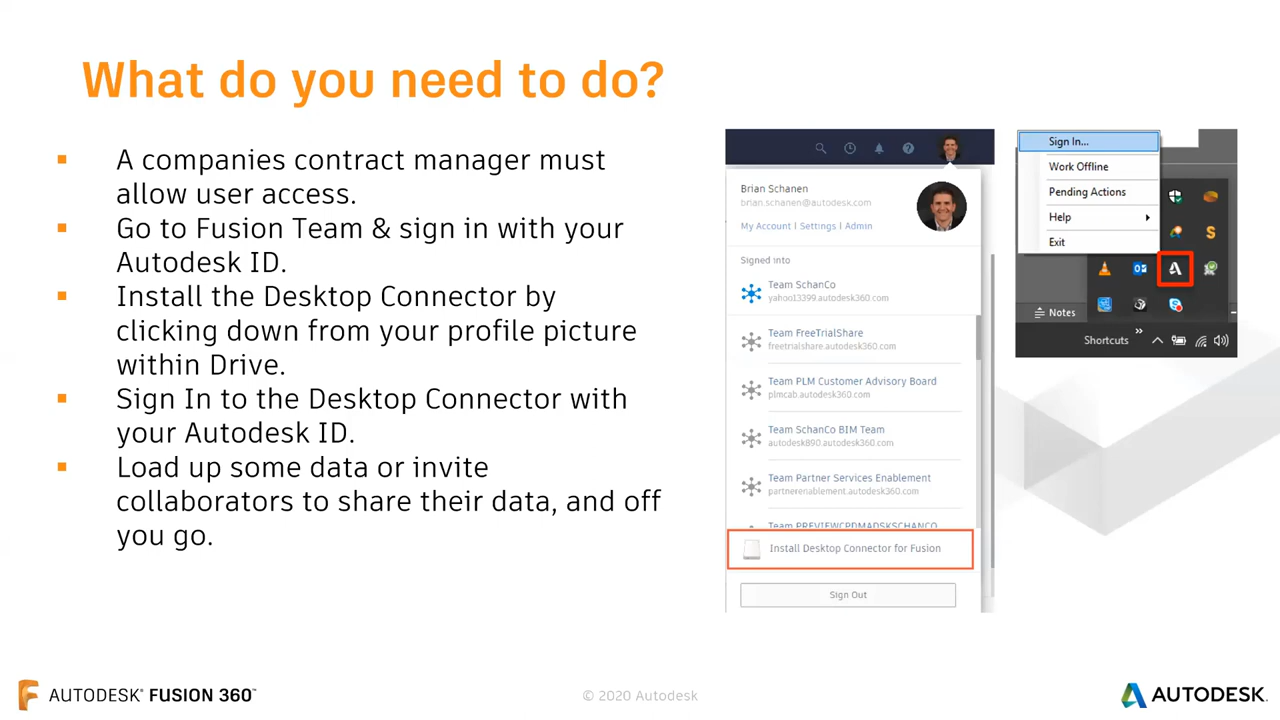 What do you need to do?
▪ A companies contract manager must
allow user access.
▪ Go to Fusion Team & sign in with your
Autodesk ID.
▪ Install the Desktop Connector by
clicking down from your profile picture
within Drive.
▪ Sign In to the Desktop Connector with
your Autodesk ID.
▪ Load up some data or invite
collaborators to share their data, and off
you go.
Brian Schanen
brian.schanen@autodesk.com
My Account | Settings | Admin
Signed into
Team SchanCo
yahoo13399.autodesk360.com
Team FreeTrialShare
freetrialshare.autodesk360.com
Team PLM Customer Advisory Board
plmcab.autodesk360.com
Team SchanCo BIM Team
autodesk890.autodesk360.com
Team Partner Services Enablement
partnerenablement.autodesk360.com
Team PREVIEWCPDMADSKSCHANCO
Install Desktop Connector for Fusion
Sign Out
Sign In...
Work Offline
Pending Actions
Help
Exit
Notes
Shortcuts
AUTODESK® FUSION 360™
© 2020 Autodesk
AUTODESK.